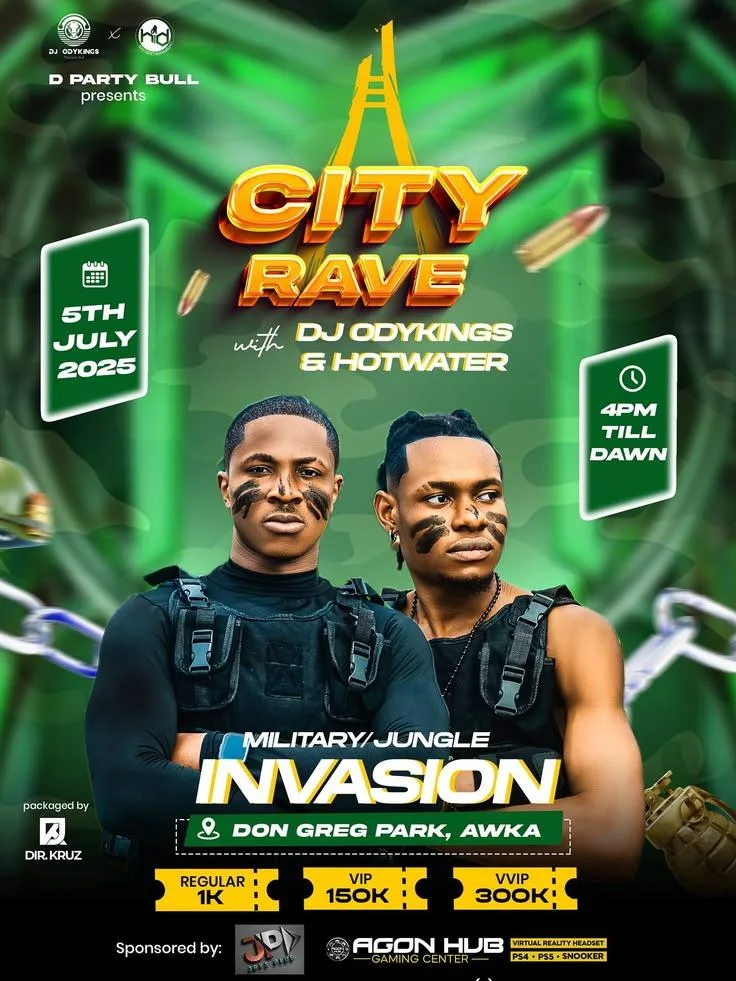 DJ ODYKINGS
x
hd
D PARTY BULL
presents
CITY
RAVE
with DJ ODYKINGS
& HOTWATER
5TH
JULY
2025
4PM
TILL
DAWN
MILITARY/JUNGLE
INVASION
DON GREG PARK, AWKA
packaged by
DIR. KRUZ
REGULAR
1K
VIP
150K
VVIP
300K
Sponsored by:
AGON HUB
GAMING CENTER
VIRTUAL REALITY HEADSET
PS4 • PS5 • SNOOKER